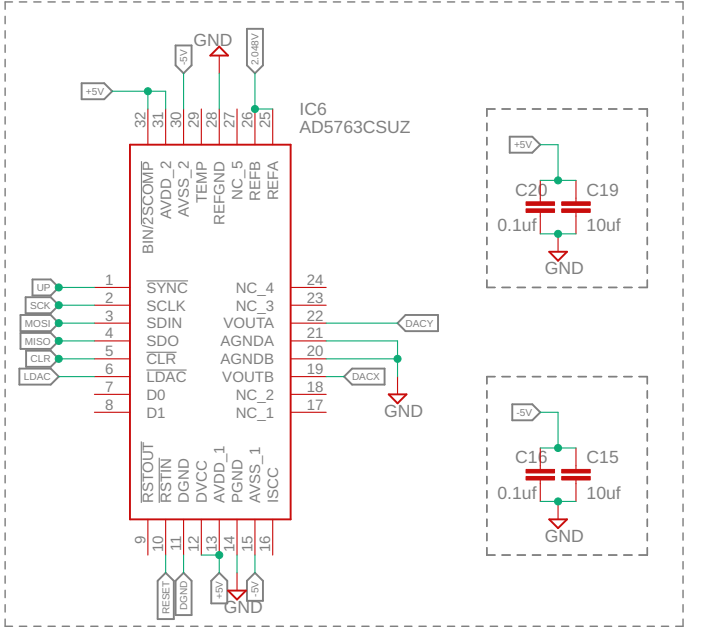 GND
-5V
2.048V
+5V
IC6
AD5763CSUZ
32
31
30
29
28
27
26
25
BIN/2SCOMP
AVDD_2
AVSS_2
TEMP
REFGND
NC_5
REFB
REFA
+5V
C20
C19
0.1uf
10uf
GND
UP
1
SYNC
NC_4
24
SCK
2
SCLK
NC_3
23
MOSI
3
SDIN
VOUTA
22
DACY
MISO
4
SDO
AGNDA
21
CLR
5
CLR
AGNDB
20
LDAC
6
LDAC
VOUTB
19
DACX
7
D0
NC_2
18
8
D1
NC_1
17
GND
-5V
C16
C15
0.1uf
10uf
GND
RSTOUT
RSTIN
DGND
DVCC
AVDD_1
PGND
AVSS_1
ISCC
9
10
11
12
13
14
15
16
RESET
DGND
+5V
GND
-5V